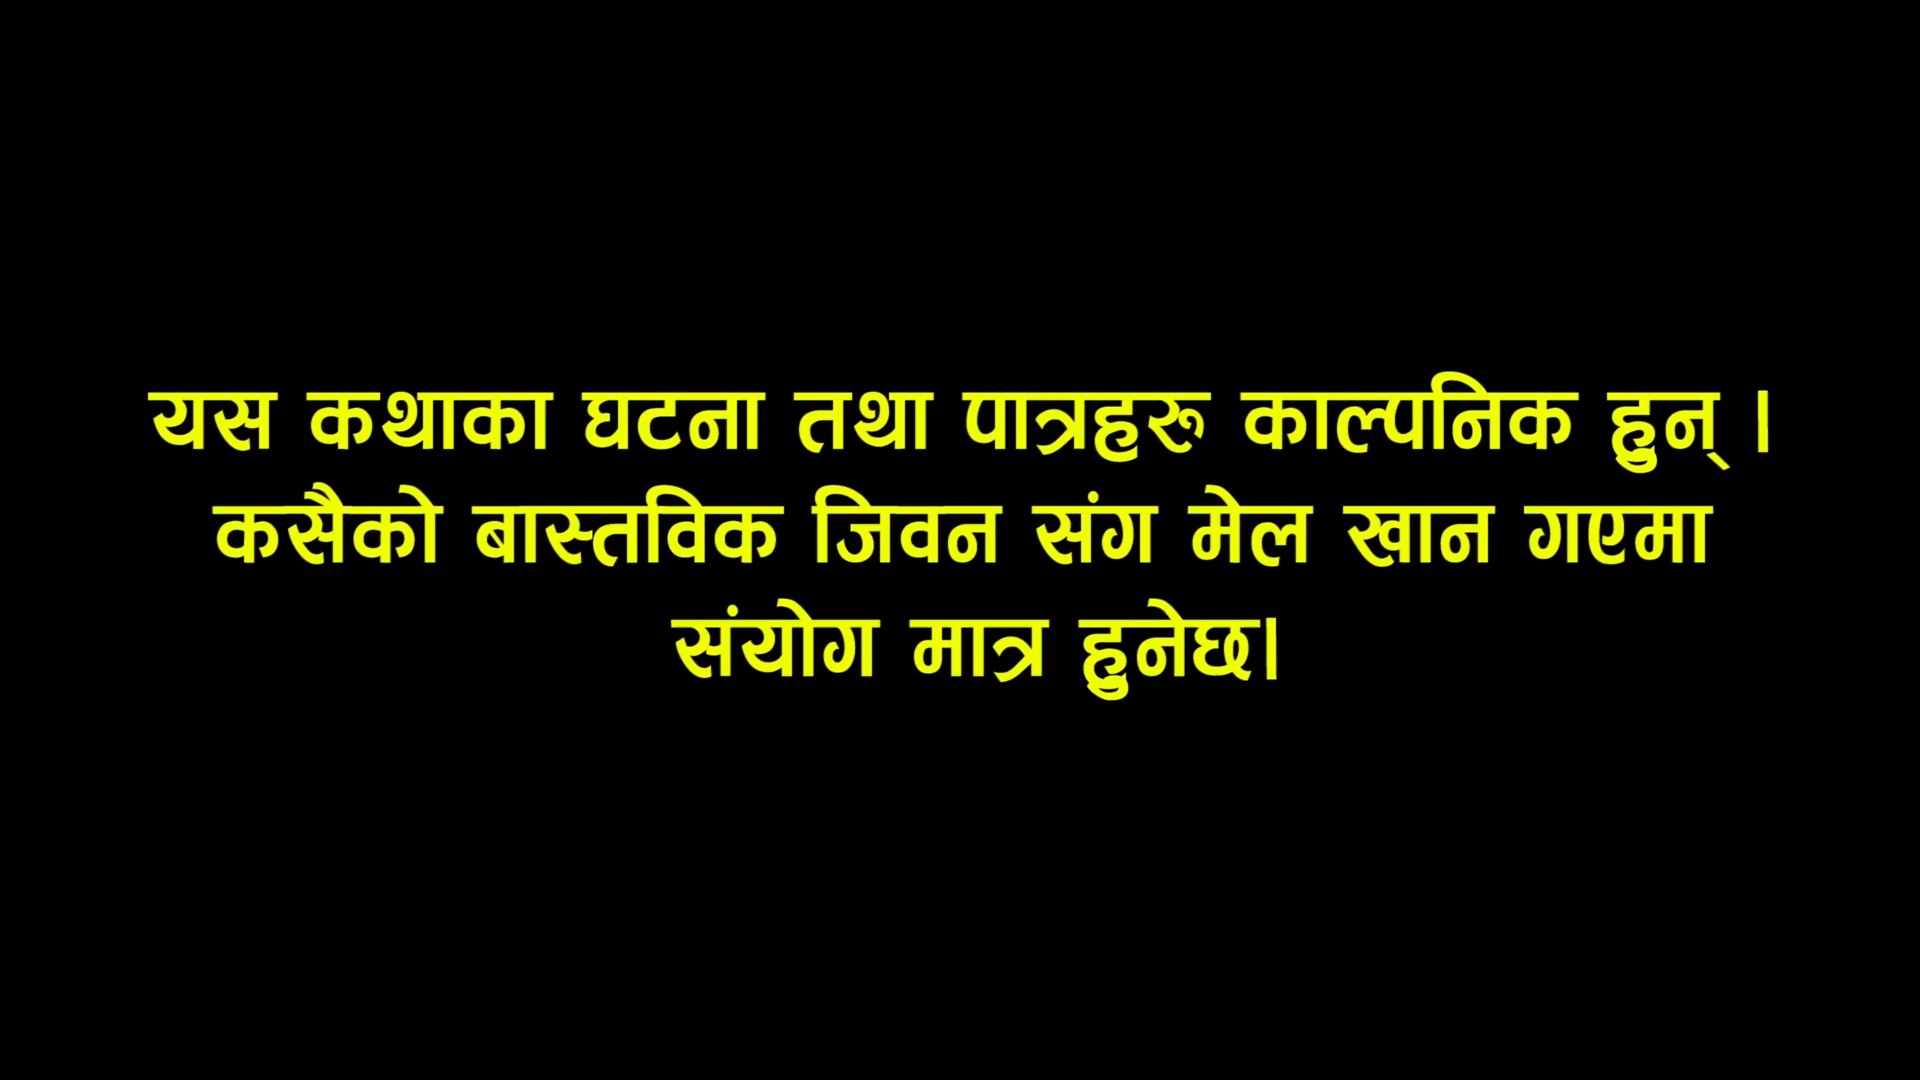 यस कथाका घटना तथा पात्रहरू काल्पनिक हुन् ।
कसैको बास्तविक जिवन संग मेल खान गएमा
संयोग मात्र हुनेछ।